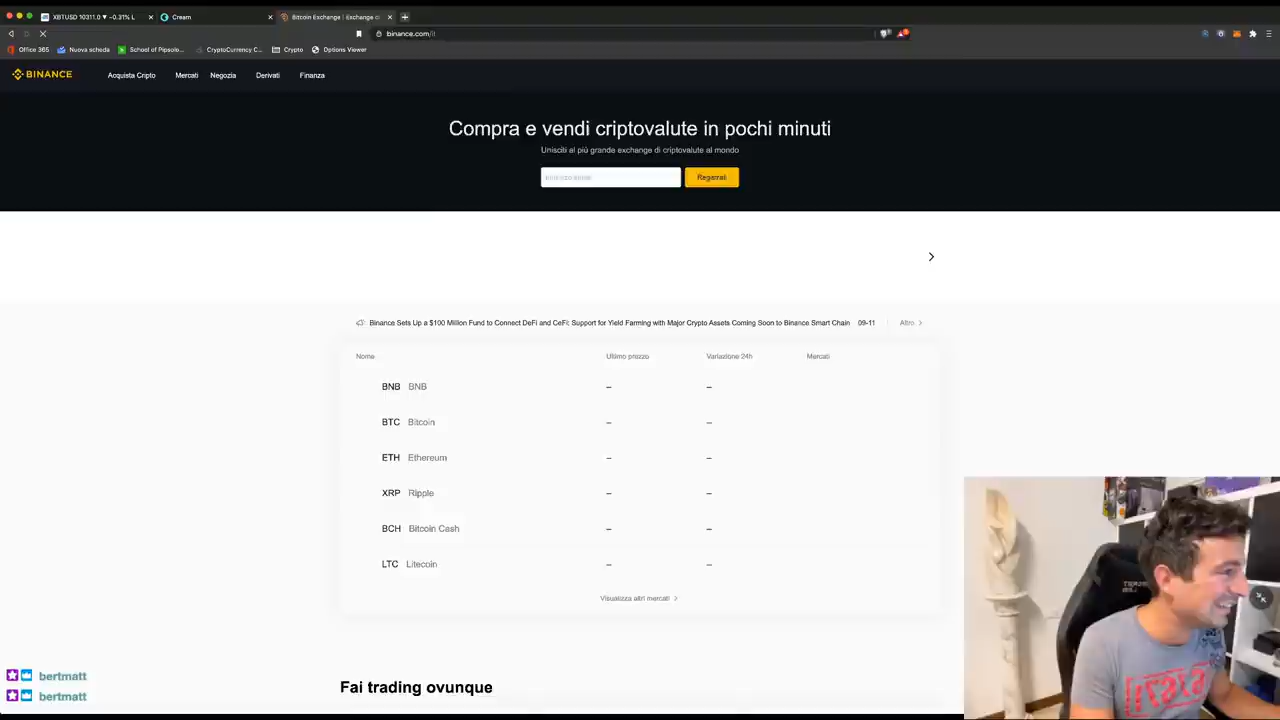 XBTUSD 10311.0 ▼ -0.31% L
Cream
Bitcoin Exchange | Exchange c
binance.com/it
Office 365
Nuova scheda
School of Pipsolo...
CryptoCurrency C...
Crypto
Options Viewer
BINANCE
Acquista Cripto
Mercati
Negozia
Derivati
Finanza
Compra e vendi criptovalute in pochi minuti
Unisciti al più grande exchange di criptovalute al mondo
Registrati
Binance Sets Up a $100 Million Fund to Connect DeFi and CeFi; Support for Yield Farming with Major Crypto Assets Coming Soon to Binance Smart Chain 09-11 Altro
Nome Ultimo prezzo Variazione 24h Mercati
BNB BNB – –
BTC Bitcoin – –
ETH Ethereum – –
XRP Ripple – –
BCH Bitcoin Cash – –
LTC Litecoin – –
Visualizza altri mercati
Fai trading ovunque
bertmatt
bertmatt